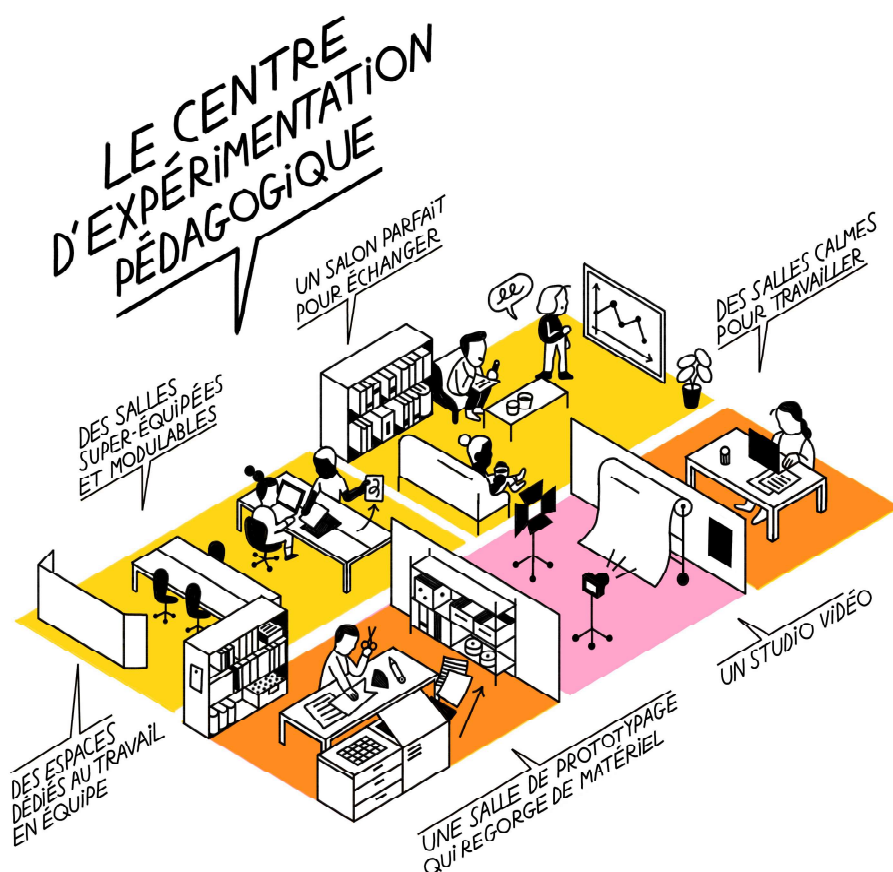 LE CENTRE
D'EXPÉRiMENTATiON
PÉDAGOGiQUE
UN SALON PARFAiT
POUR ÉCHANGER
DES SALLES CALMES
POUR TRAVAiLLER
DES SALLES
SUPER-ÉQUiPÉES
ET MODULABLES
UN STUDiO ViDÉO
DES ESPACES
DÉDiÉS AU TRAVAiL
EN ÉQUiPE
UNE SALLE DE PROTOTYPAGE
QUi REGORGE DE MATÉRiEL